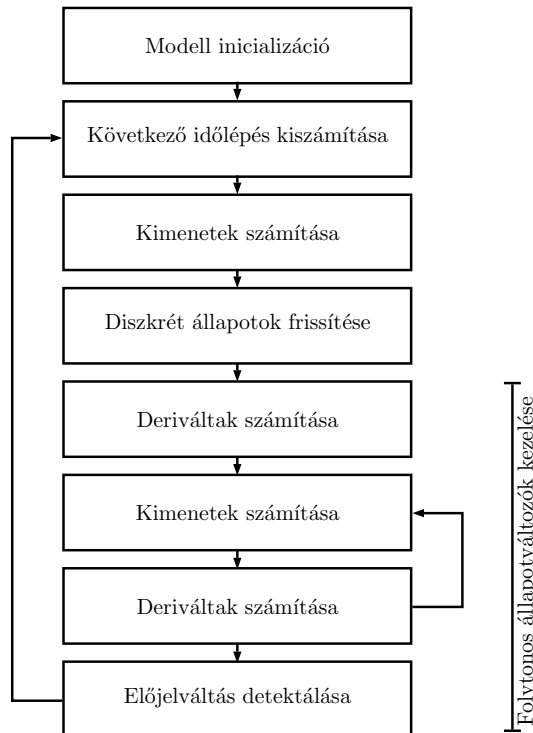 Modell inicializáció
Következő időlépés kiszámítása
Kimenetek számítása
Diszkrét állapotok frissítése
Deriváltak számítása
Kimenetek számítása
Deriváltak számítása
Előjelváltás detektálása
Folytonos állapotváltozók kezelése